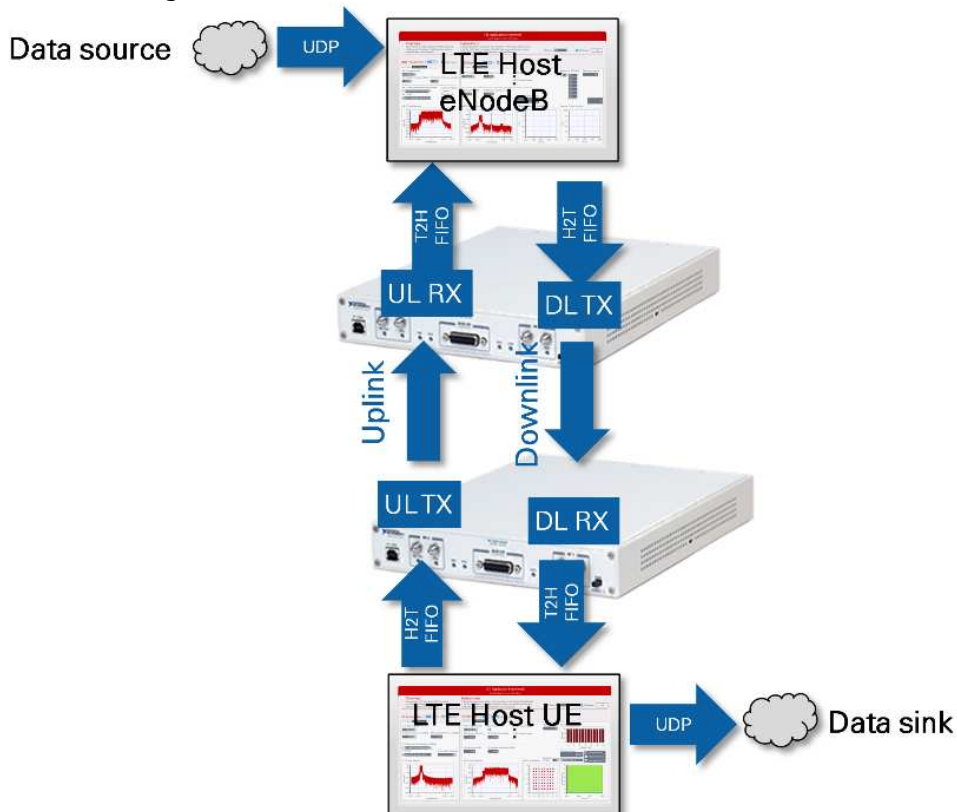 Data source
UDP
LTE Host
eNodeB
T2H
FIFO
H2T
FIFO
UL RX
DL TX
Uplink
Downlink
UL TX
DL RX
H2T
FIFO
T2H
FIFO
LTE Host UE
UDP
Data sink